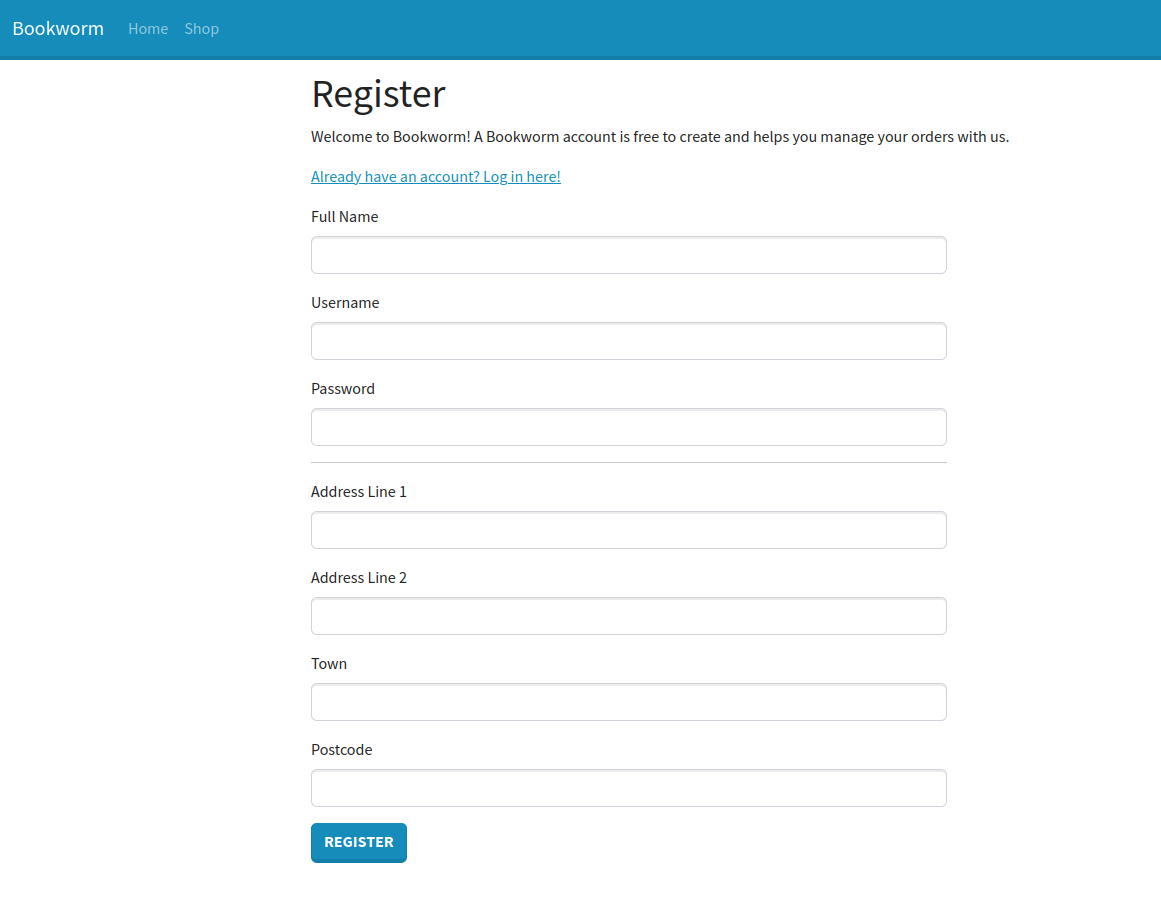 Bookworm Home Shop
Register
Welcome to Bookworm! A Bookworm account is free to create and helps you manage your orders with us.
Already have an account? Log in here!
Full Name
Username
Password
Address Line 1
Address Line 2
Town
Postcode
REGISTER